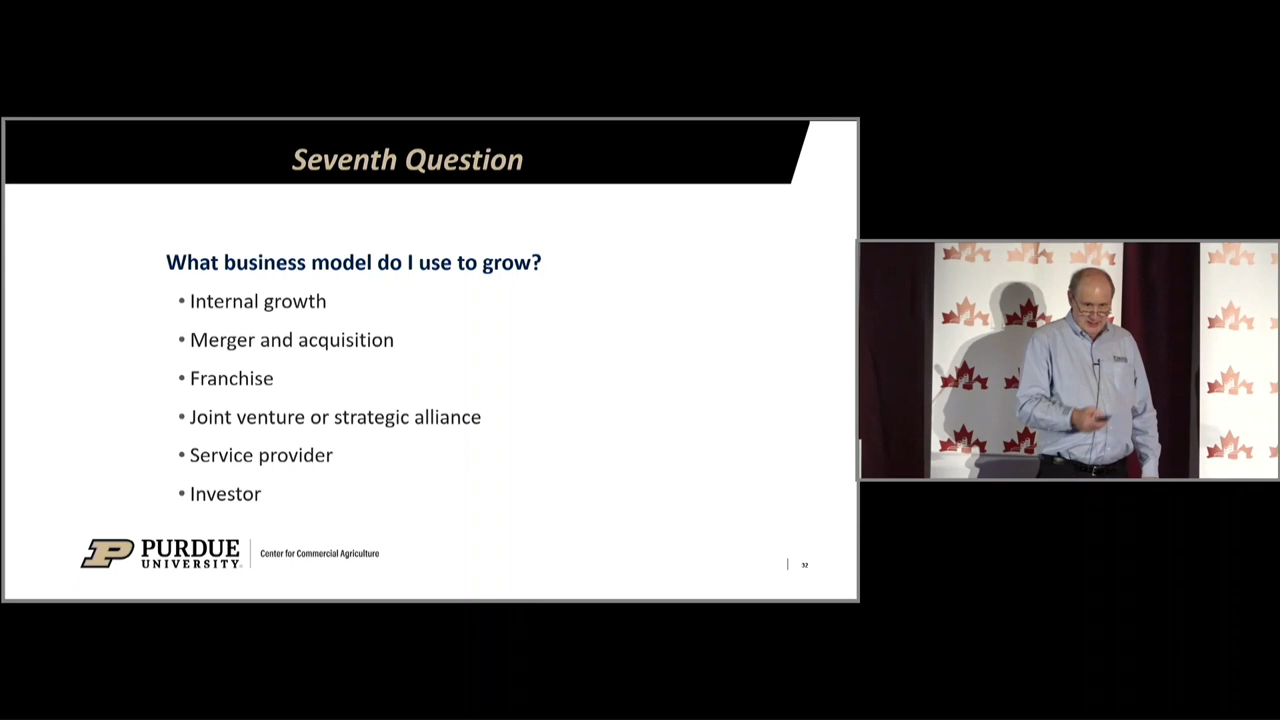 Seventh Question
What business model do I use to grow?
• Internal growth
• Merger and acquisition
• Franchise
• Joint venture or strategic alliance
• Service provider
• Investor
PURDUE
UNIVERSITY
Center for Commercial Agriculture
32